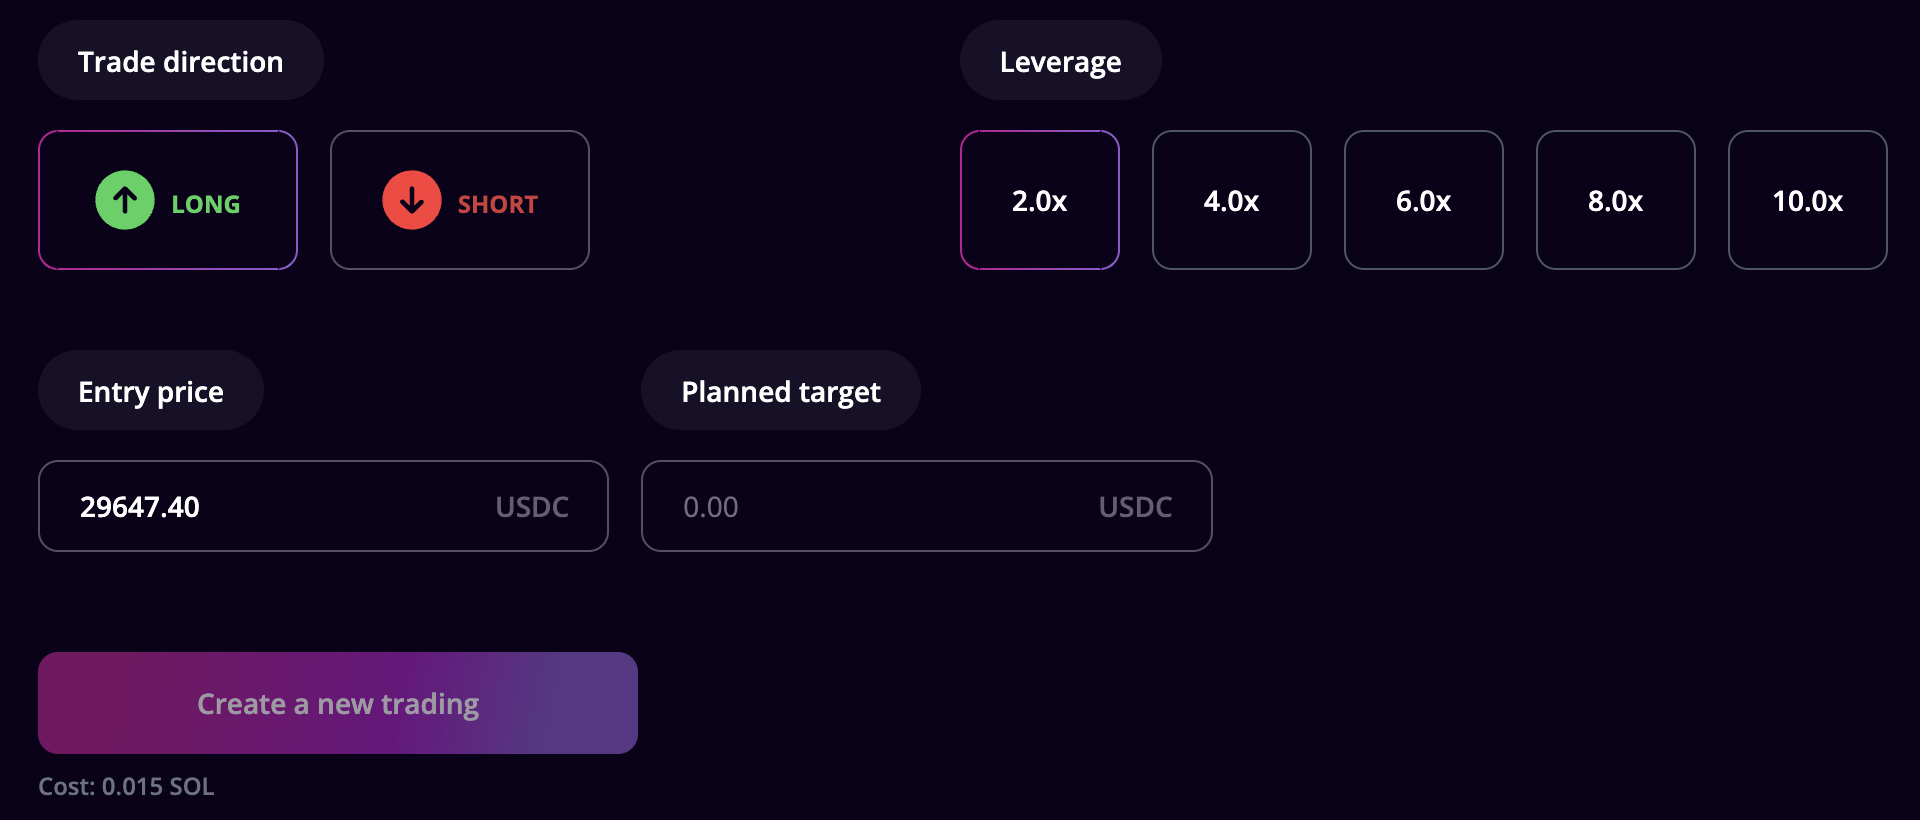 Trade direction
Leverage
LONG
SHORT
2.0x
4.0x
6.0x
8.0x
10.0x
Entry price
Planned target
29647.40 USDC
0.00 USDC
Create a new trading
Cost: 0.015 SOL